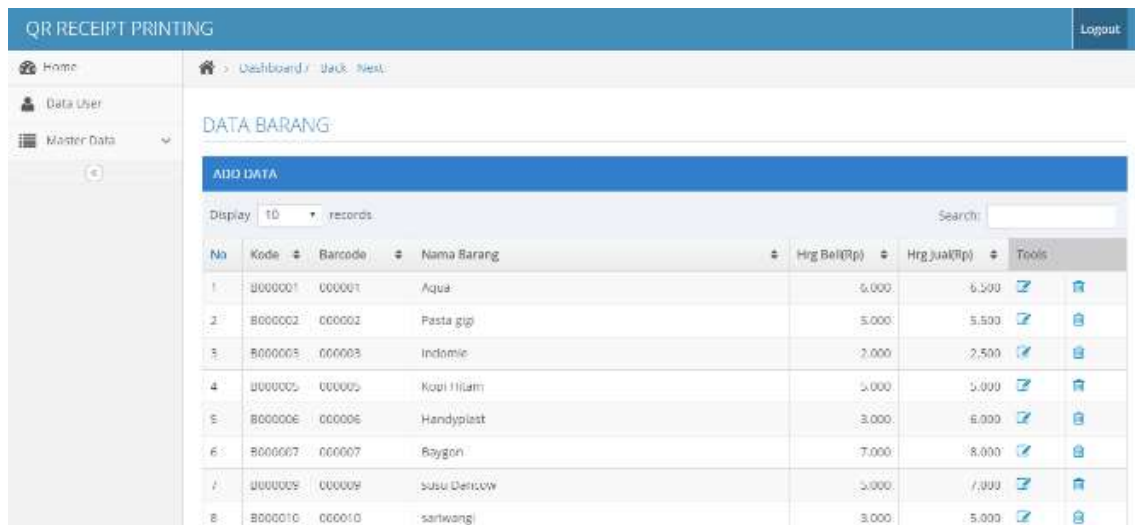 QR RECEIPT PRINTING Logout
Home
Dashboard / Back Next
Data User
Master Data
DATA BARANG
ADD DATA
Display 10 records Search:
No Kode Barcode Nama Barang Hrg Beli(Rp) Hrg Jual(Rp) Tools
1 B000001 000001 Aqua 6.000 6.500
2 B000002 000002 Pasta gigi 5.000 5.500
3 B000003 000003 Indomie 2.000 2.500
4 B000005 000005 Kopi Hitam 5.000 5.000
5 B000006 000006 Handyplast 3.000 6.000
6 B000007 000007 Baygon 7.000 8.000
7 B000009 000009 susu Dancow 5.000 7.000
8 B000010 000010 sariwangi 3.000 5.000